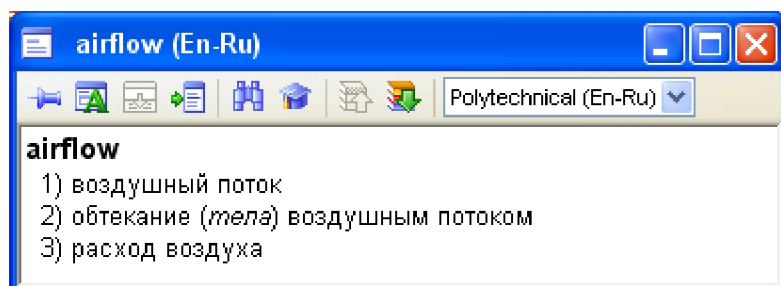 airflow (En-Ru)
Polytechnical (En-Ru)
airflow
1) воздушный поток
2) обтекание (тела) воздушным потоком
3) расход воздуха